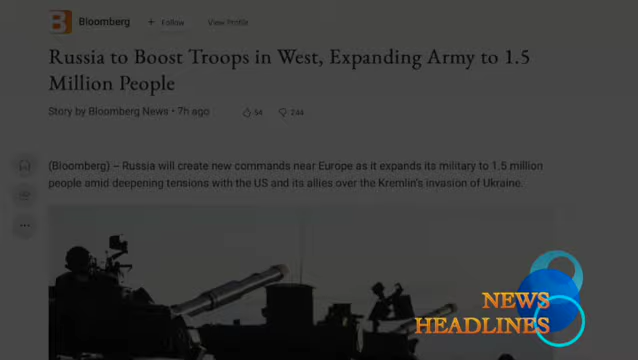 B
Bloomberg + Follow View Profile
Russia to Boost Troops in West, Expanding Army to 1.5
Million People
Story by Bloomberg News • 7h ago
54
244
(Bloomberg) -- Russia will create new commands near Europe as it expands its military to 1.5 million
people amid deepening tensions with the US and its allies over the Kremlin's invasion of Ukraine.
NEWS
HEADLINES